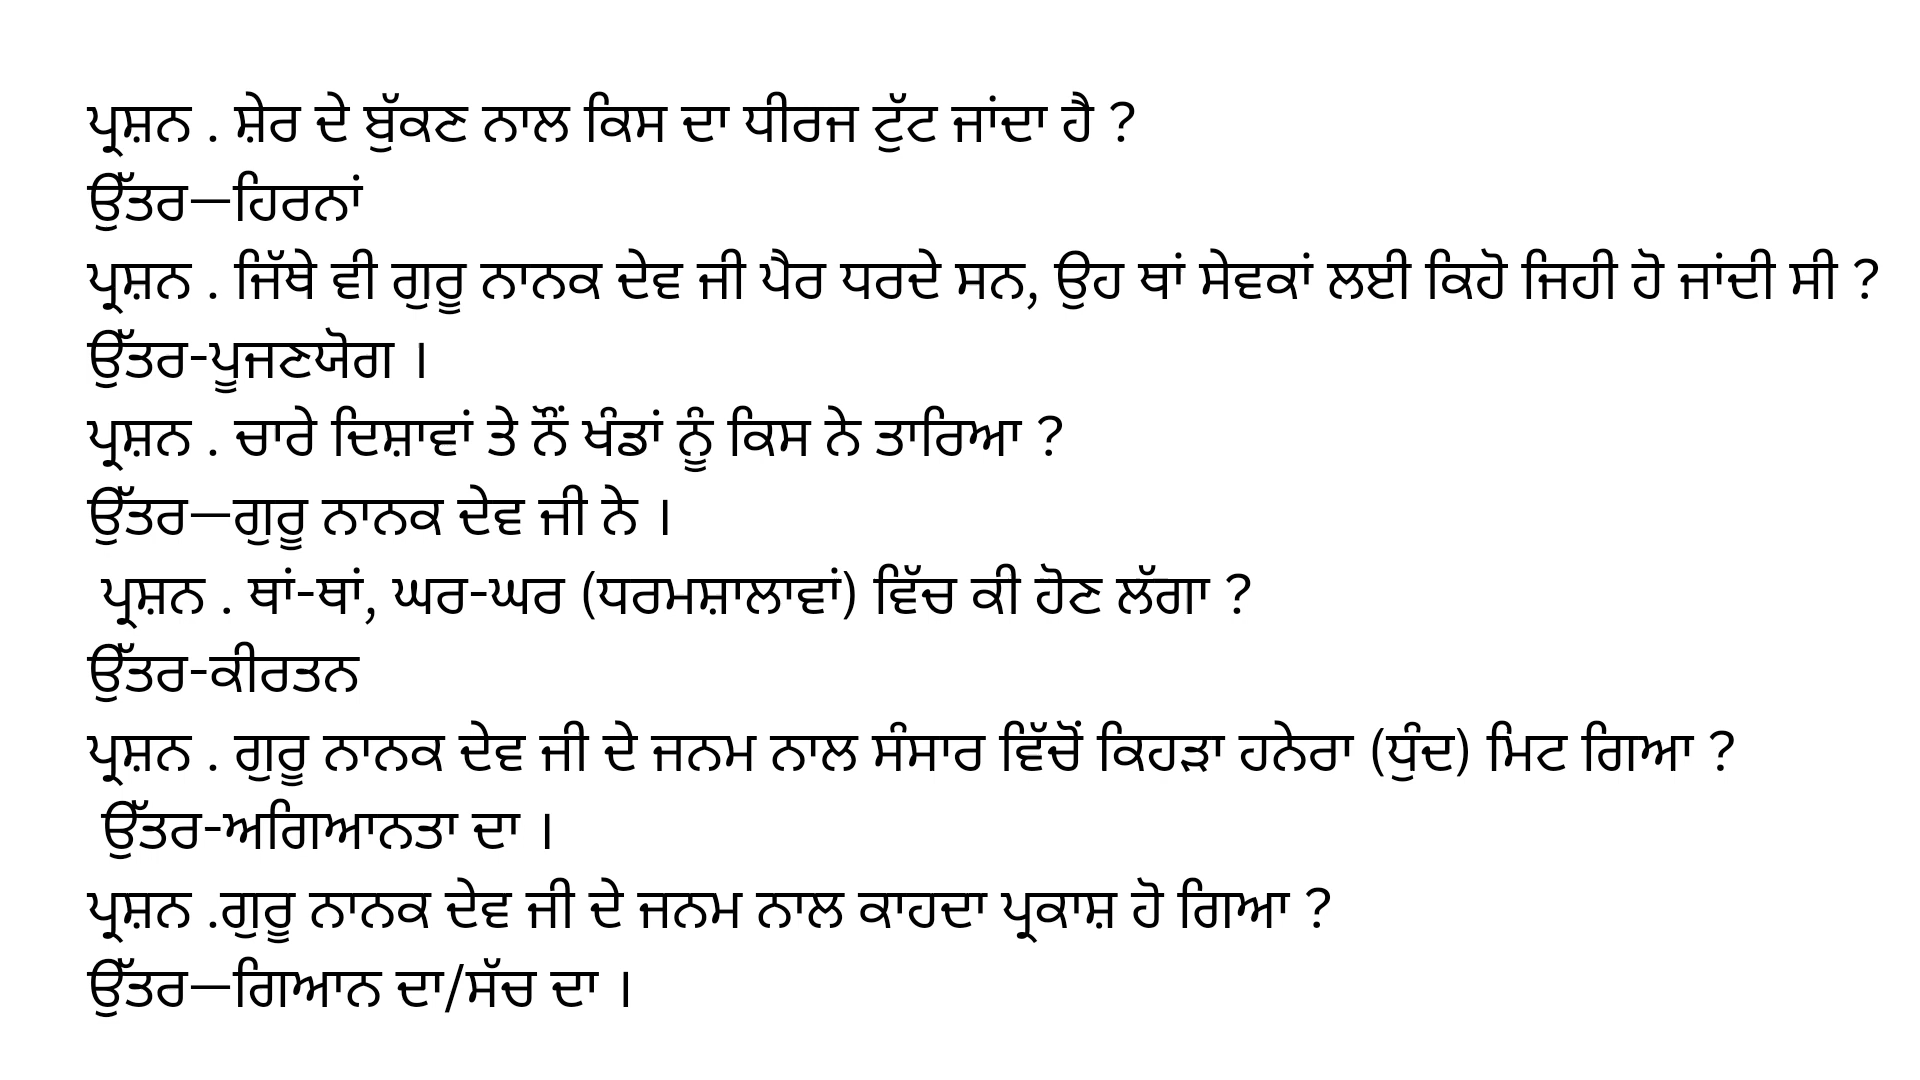 ਪ੍ਰਸ਼ਨ . ਸ਼ੇਰ ਦੇ ਬੁੱਕਣ ਨਾਲ ਕਿਸ ਦਾ ਧੀਰਜ ਟੁੱਟ ਜਾਂਦਾ ਹੈ ?
ਉੱਤਰ—ਹਿਰਨਾਂ
ਪ੍ਰਸ਼ਨ . ਜਿੱਥੇ ਵੀ ਗੁਰੂ ਨਾਨਕ ਦੇਵ ਜੀ ਪੈਰ ਧਰਦੇ ਸਨ, ਉਹ ਥਾਂ ਸੇਵਕਾਂ ਲਈ ਕਿਹੋ ਜਿਹੀ ਹੋ ਜਾਂਦੀ ਸੀ ?
ਉੱਤਰ-ਪੂਜਣਯੋਗ ।
ਪ੍ਰਸ਼ਨ . ਚਾਰੇ ਦਿਸ਼ਾਵਾਂ ਤੇ ਨੌਂ ਖੰਡਾਂ ਨੂੰ ਕਿਸ ਨੇ ਤਾਰਿਆ ?
ਉੱਤਰ—ਗੁਰੂ ਨਾਨਕ ਦੇਵ ਜੀ ਨੇ ।
ਪ੍ਰਸ਼ਨ . ਥਾਂ-ਥਾਂ, ਘਰ-ਘਰ (ਧਰਮਸ਼ਾਲਾਵਾਂ) ਵਿੱਚ ਕੀ ਹੋਣ ਲੱਗਾ ?
ਉੱਤਰ-ਕੀਰਤਨ
ਪ੍ਰਸ਼ਨ . ਗੁਰੂ ਨਾਨਕ ਦੇਵ ਜੀ ਦੇ ਜਨਮ ਨਾਲ ਸੰਸਾਰ ਵਿੱਚੋਂ ਕਿਹੜਾ ਹਨੇਰਾ (ਧੁੰਦ) ਮਿਟ ਗਿਆ ?
ਉੱਤਰ-ਅਗਿਆਨਤਾ ਦਾ ।
ਪ੍ਰਸ਼ਨ .ਗੁਰੂ ਨਾਨਕ ਦੇਵ ਜੀ ਦੇ ਜਨਮ ਨਾਲ ਕਾਹਦਾ ਪ੍ਰਕਾਸ਼ ਹੋ ਗਿਆ ?
ਉੱਤਰ—ਗਿਆਨ ਦਾ/ਸੱਚ ਦਾ ।